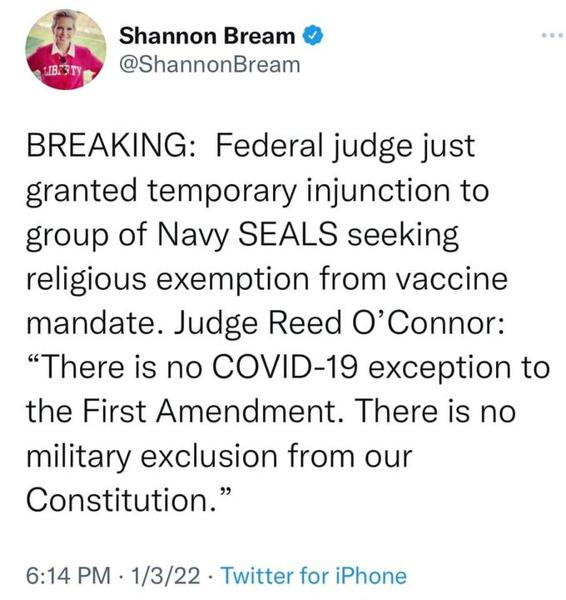 Shannon Bream
@ShannonBream
LIBERTY
BREAKING:  Federal judge just
granted temporary injunction to
group of Navy SEALS seeking
religious exemption from vaccine
mandate. Judge Reed O’Connor:
“There is no COVID-19 exception to
the First Amendment. There is no
military exclusion from our
Constitution.”
6:14 PM · 1/3/22 · Twitter for iPhone